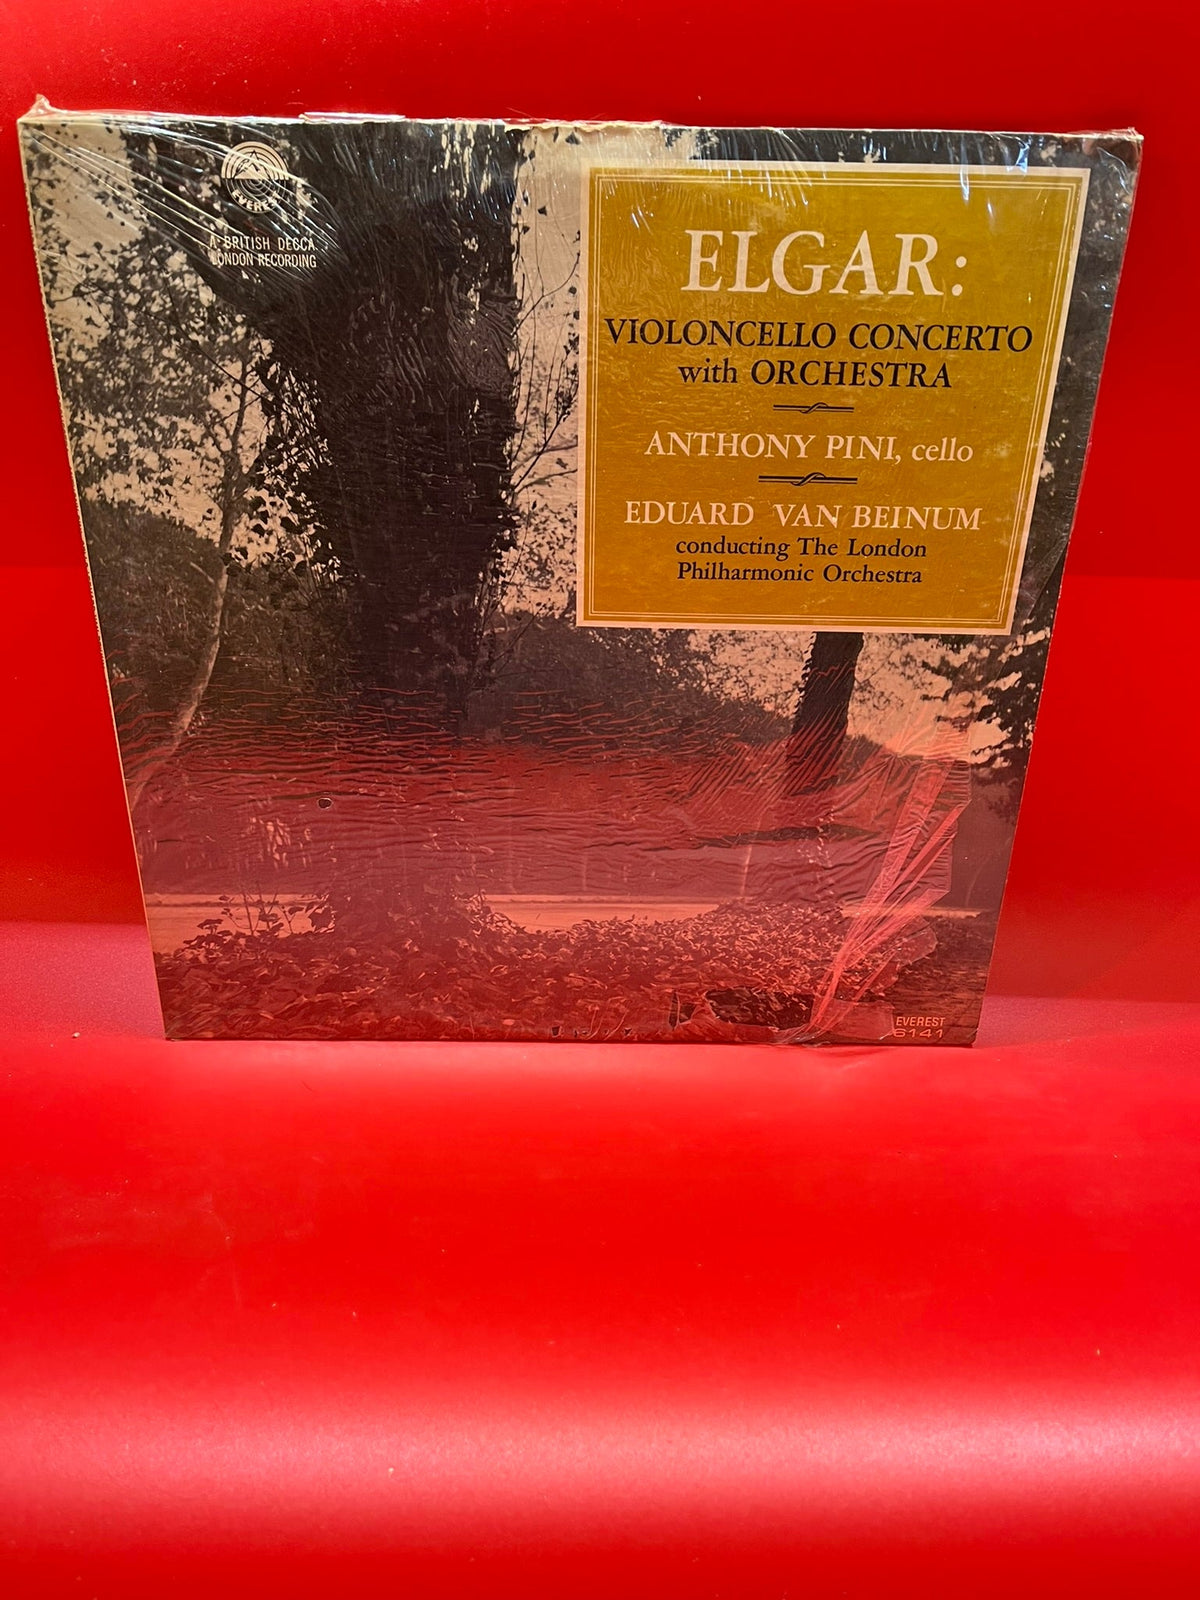 EVEREST
A BRITISH DECCA
LONDON RECORDING
ELGAR:
VIOLONCELLO CONCERTO
with ORCHESTRA
ANTHONY PINI, cello
EDUARD VAN BEINUM
conducting The London
Philharmonic Orchestra
EVEREST
6141